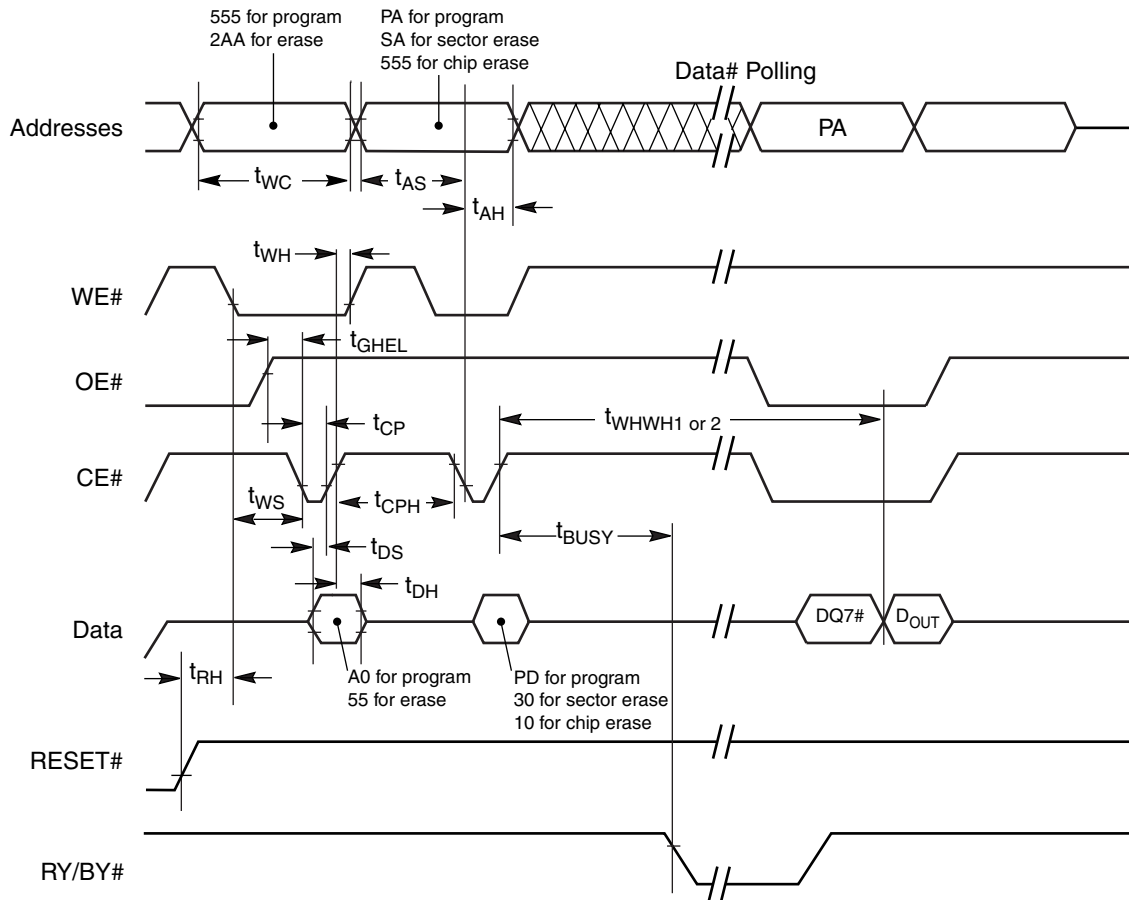 555 for program
2AA for erase
PA for program
SA for sector erase
555 for chip erase
Data# Polling
Addresses
PA
tWC
tAS
tAH
tWH
WE#
tGHEL
OE#
tWHWH1 or 2
tCP
CE#
tWS
tCPH
tBUSY
tDS
tDH
Data
DQ7#
DOUT
tRH
A0 for program
55 for erase
PD for program
30 for sector erase
10 for chip erase
RESET#
RY/BY#